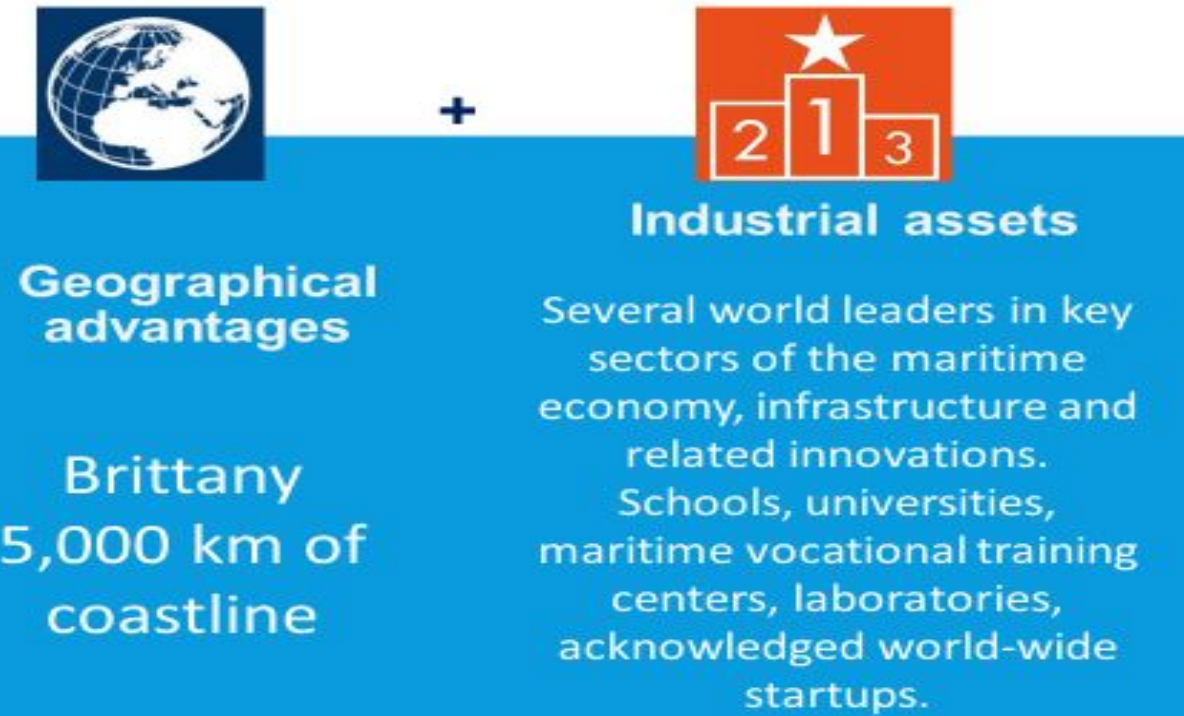 +
2 1 3
Geographical
advantages
Brittany
5,000 km of
coastline
Industrial assets
Several world leaders in key
sectors of the maritime
economy, infrastructure and
related innovations.
Schools, universities,
maritime vocational training
centers, laboratories,
acknowledged world-wide
startups.